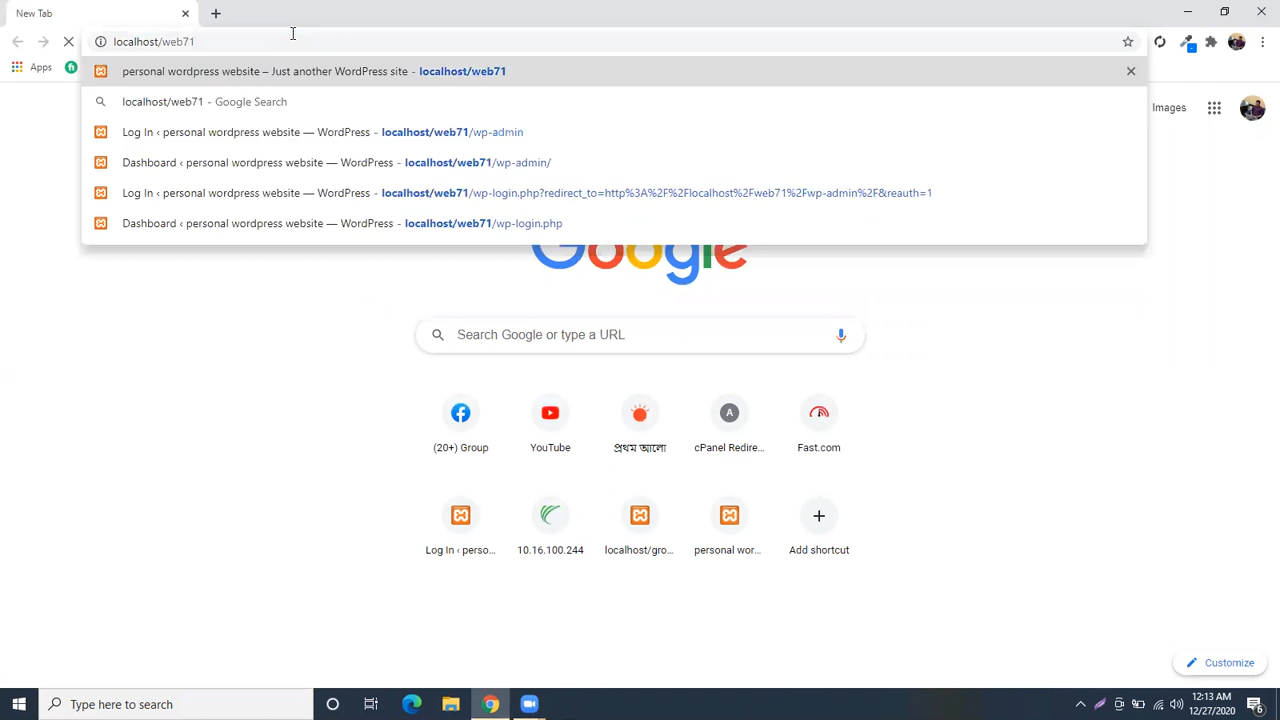 New Tab
localhost/web71
Apps
personal wordpress website – Just another WordPress site - localhost/web71
localhost/web71 - Google Search
Log In ‹ personal wordpress website — WordPress - localhost/web71/wp-admin
Dashboard ‹ personal wordpress website — WordPress - localhost/web71/wp-admin/
Log In ‹ personal wordpress website — WordPress - localhost/web71/wp-login.php?redirect_to=http%3A%2F%2Flocalhost%2Fweb71%2Fwp-admin%2F&reauth=1
Dashboard ‹ personal wordpress website — WordPress - localhost/web71/wp-login.php
Images
Google
Search Google or type a URL
A
(20+) Group
YouTube
প্রথম আলো
cPanel Redire...
Fast.com
Log In ‹ perso...
10.16.100.244
localhost/gro...
personal wor...
Add shortcut
Customize
Type here to search
12:13 AM
12/27/2020
6